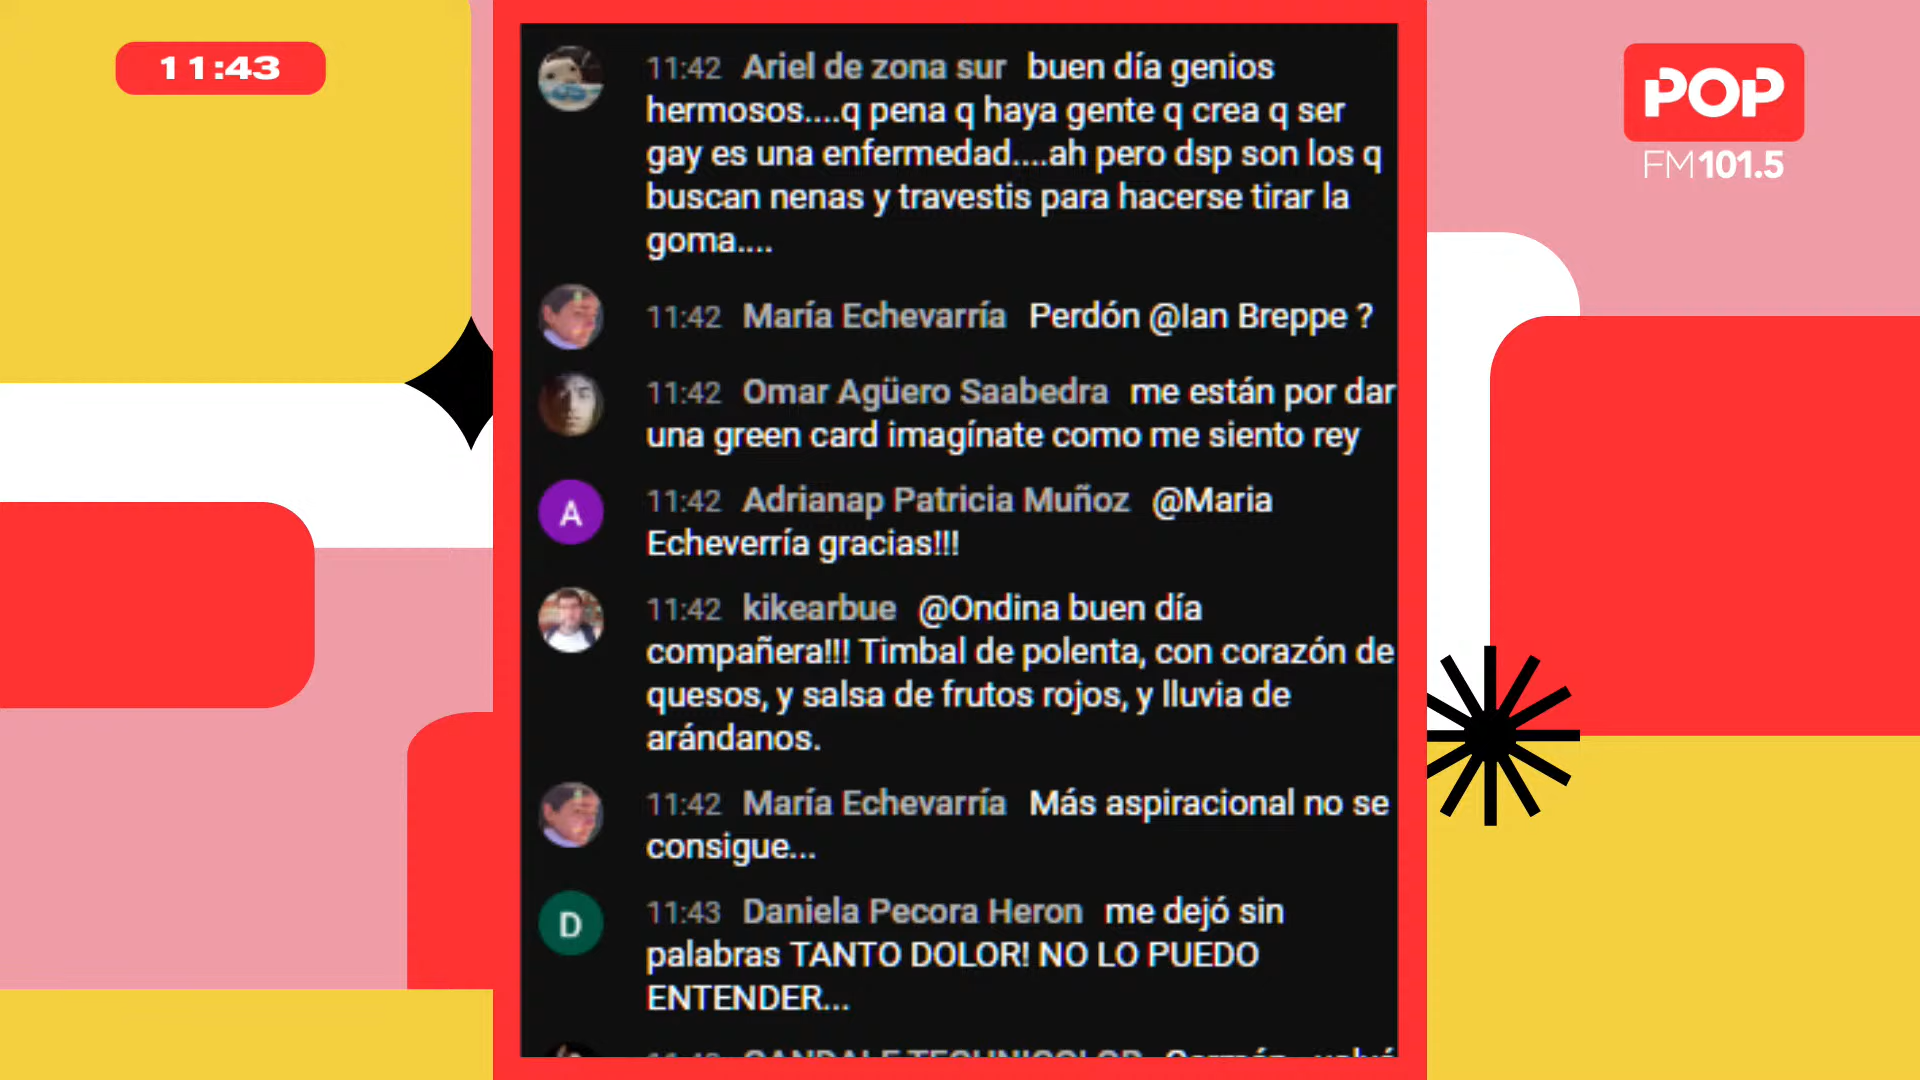 11:43
POP
FM101.5
11:42 Ariel de zona sur buen día genios
hermosos....q pena q haya gente q crea q ser
gay es una enfermedad....ah pero dsp son los q
buscan nenas y travestis para hacerse tirar la
goma....
11:42 María Echevarría Perdón @Ian Breppe ?
11:42 Omar Agüero Saabedra me están por dar
una green card imagínate como me siento rey
A
11:42 Adrianap Patricia Muñoz @Maria
Echeverría gracias!!!
11:42 kikearbue @Ondina buen día
compañera!!! Timbal de polenta, con corazón de
quesos, y salsa de frutos rojos, y lluvia de
arándanos.
11:42 María Echevarría Más aspiracional no se
consigue...
D
11:43 Daniela Pecora Heron me dejó sin
palabras TANTO DOLOR! NO LO PUEDO
ENTENDER...